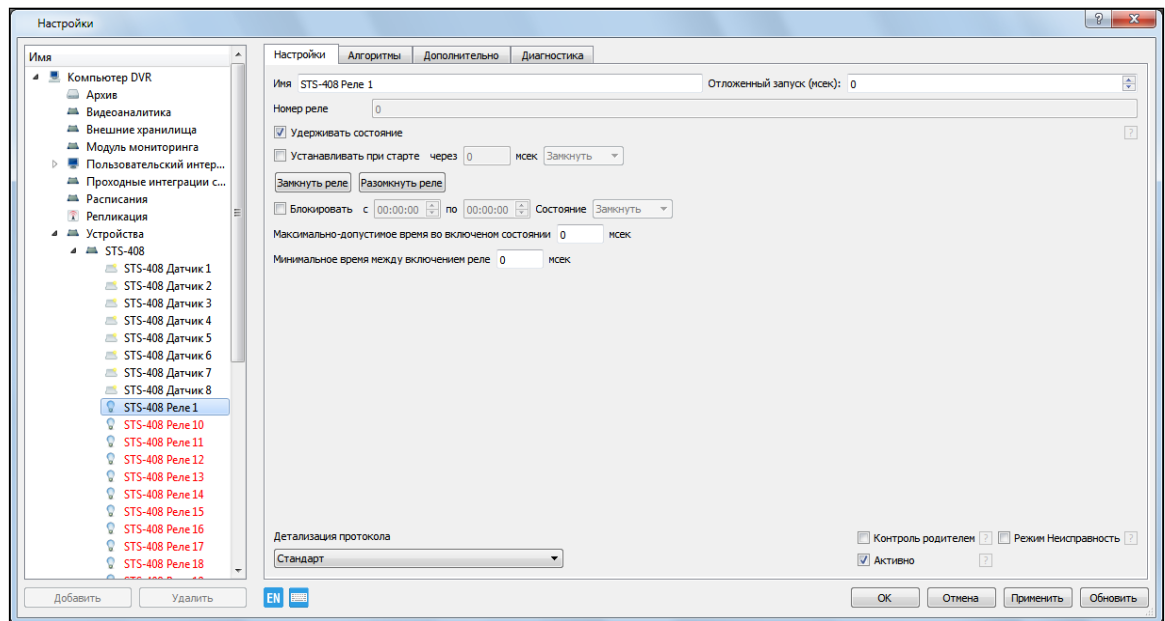 Настройки
Имя
Компьютер DVR
Архив
Видеоаналитика
Внешние хранилища
Модуль мониторинга
Пользовательский интер...
Проходные интеграции с...
Расписания
Репликация
Устройства
STS-408
STS-408 Датчик 1
STS-408 Датчик 2
STS-408 Датчик 3
STS-408 Датчик 4
STS-408 Датчик 5
STS-408 Датчик 6
STS-408 Датчик 7
STS-408 Датчик 8
STS-408 Реле 1
STS-408 Реле 10
STS-408 Реле 11
STS-408 Реле 12
STS-408 Реле 13
STS-408 Реле 14
STS-408 Реле 15
STS-408 Реле 16
STS-408 Реле 17
STS-408 Реле 18
Добавить Удалить
Настройки Алгоритмы Дополнительно Диагностика
Имя STS-408 Реле 1 Отложенный запуск (мсек): 0
Номер реле 0
Удерживать состояние ?
Устанавливать при старте через 0 мсек Замкнуть
Замкнуть реле Разомкнуть реле
Блокировать с 00:00:00 по 00:00:00 Состояние Замкнуть
Максимально-допустимое время во включеном состоянии 0 мсек
Минимальное время между включением реле 0 мсек
Детализация протокола
Стандарт
Контроль родителем ? Режим Неисправность ?
Активно ?
EN
ОК Отмена Применить Обновить